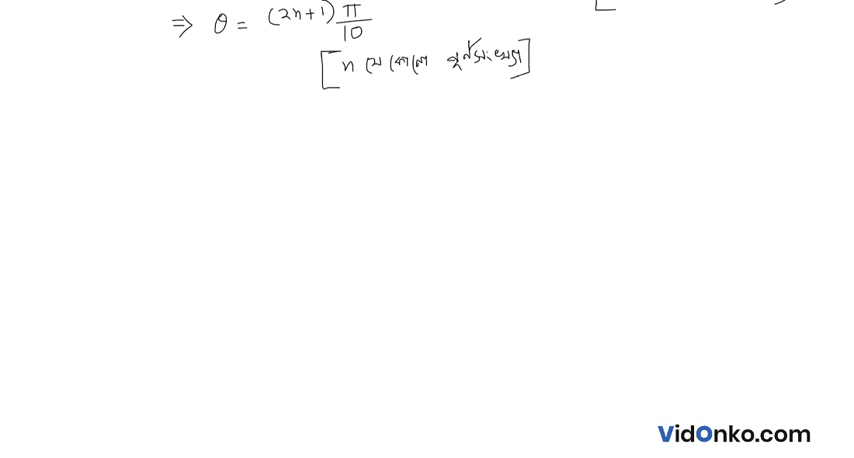 ⇒ θ = (2n+1) π/10
[n যে কোনো পূর্ণসংখ্যা]
VidOnko.com